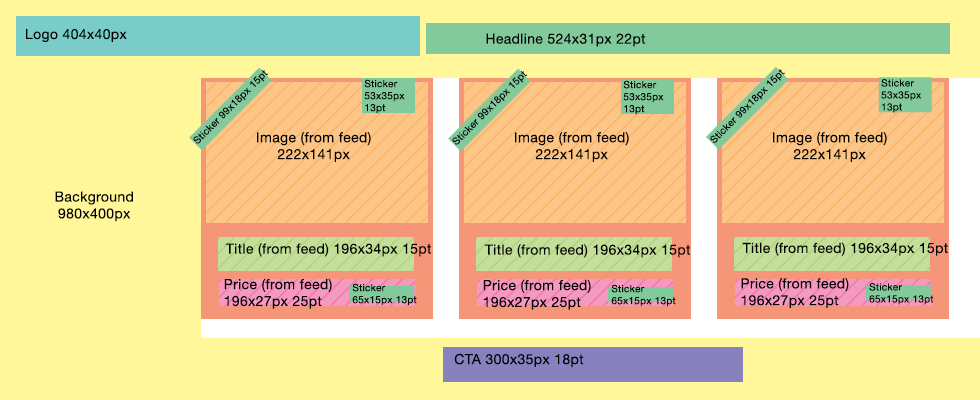 Logo 404x40px
Headline 524x31px 22pt
Background
980x400px
Sticker 99x18px 15pt
Sticker
53x35px
13pt
Image (from feed)
222x141px
Title (from feed) 196x34px 15pt
Price (from feed)
196x27px 25pt
Sticker
65x15px 13pt
Sticker 99x18px 15pt
Sticker
53x35px
13pt
Image (from feed)
222x141px
Title (from feed) 196x34px 15pt
Price (from feed)
196x27px 25pt
Sticker
65x15px 13pt
Sticker 99x18px 15pt
Sticker
53x35px
13pt
Image (from feed)
222x141px
Title (from feed) 196x34px 15pt
Price (from feed)
196x27px 25pt
Sticker
65x15px 13pt
CTA 300x35px 18pt